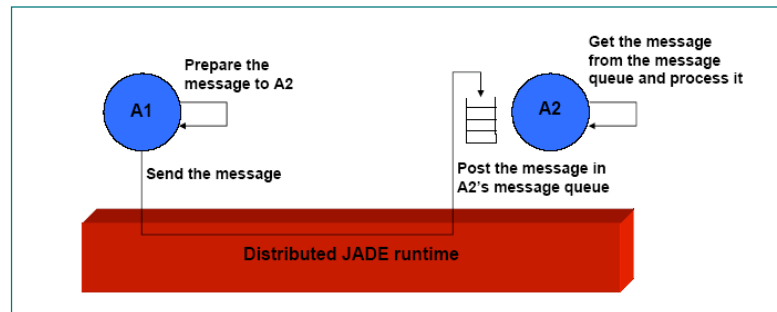 Prepare the
message to A2
A1
Send the message
Get the message
from the message
queue and process it
A2
Post the message in
A2's message queue
Distributed JADE runtime